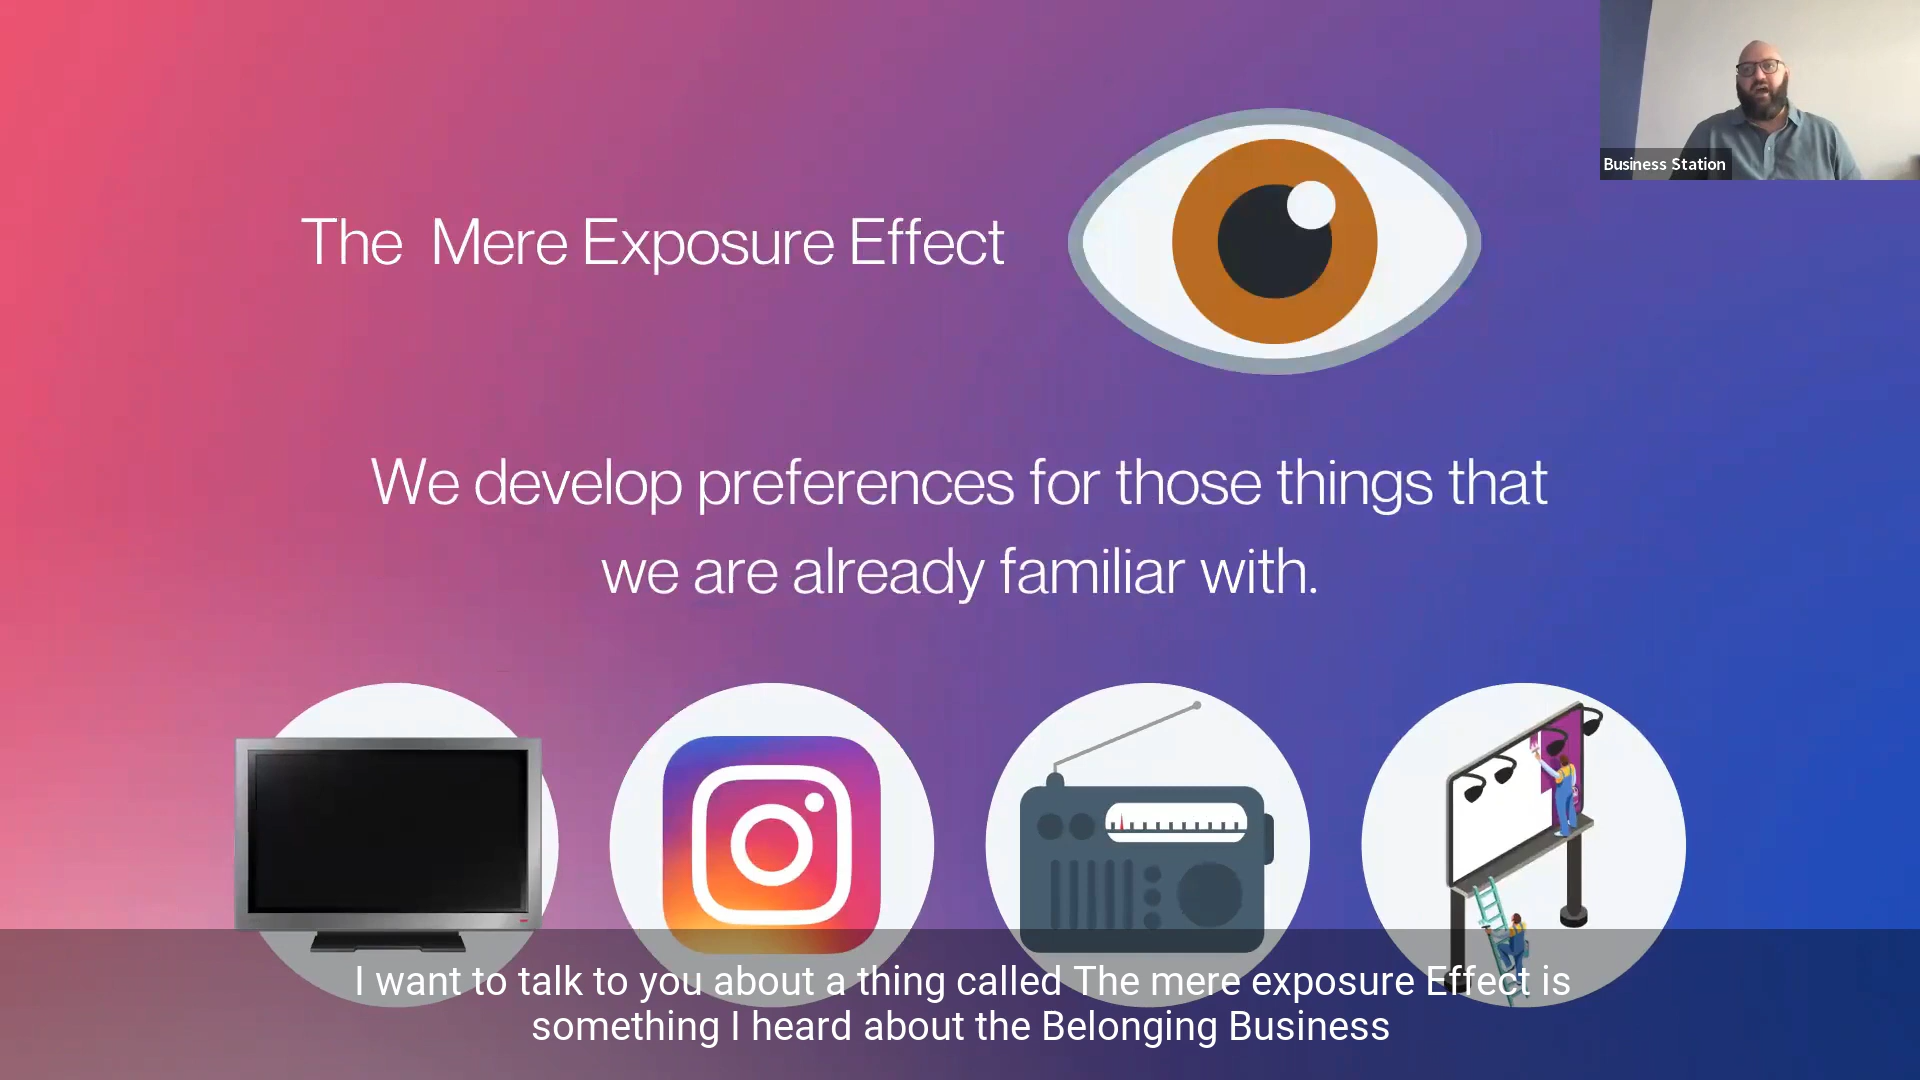 Business Station
The Mere Exposure Effect
We develop preferences for those things that
we are already familiar with.
I want to talk to you about a thing called The mere exposure Effect is
something I heard about the Belonging Business